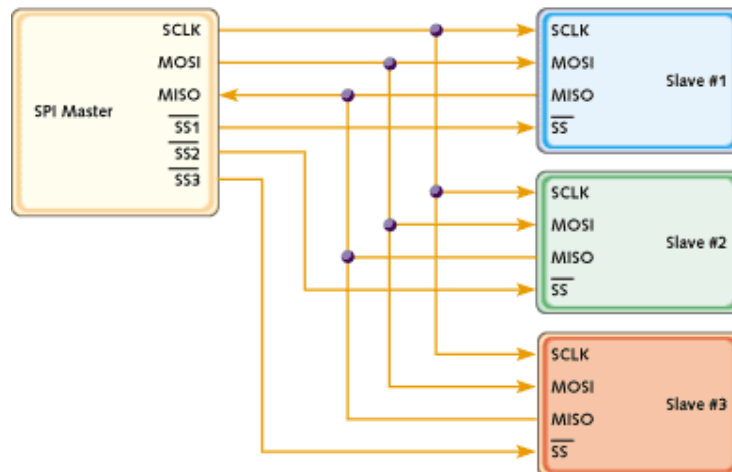 SPI Master
SCLK
MOSI
MISO
SS1
SS2
SS3
SCLK
MOSI
MISO
SS
Slave #1
SCLK
MOSI
MISO
SS
Slave #2
SCLK
MOSI
MISO
SS
Slave #3